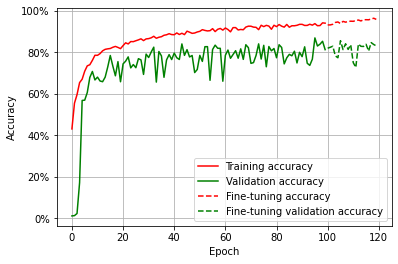 100%
80%
60%
40%
20%
0%
Accuracy
Training accuracy
Validation accuracy
Fine-tuning accuracy
Fine-tuning validation accuracy
0 20 40 60 80 100 120
Epoch